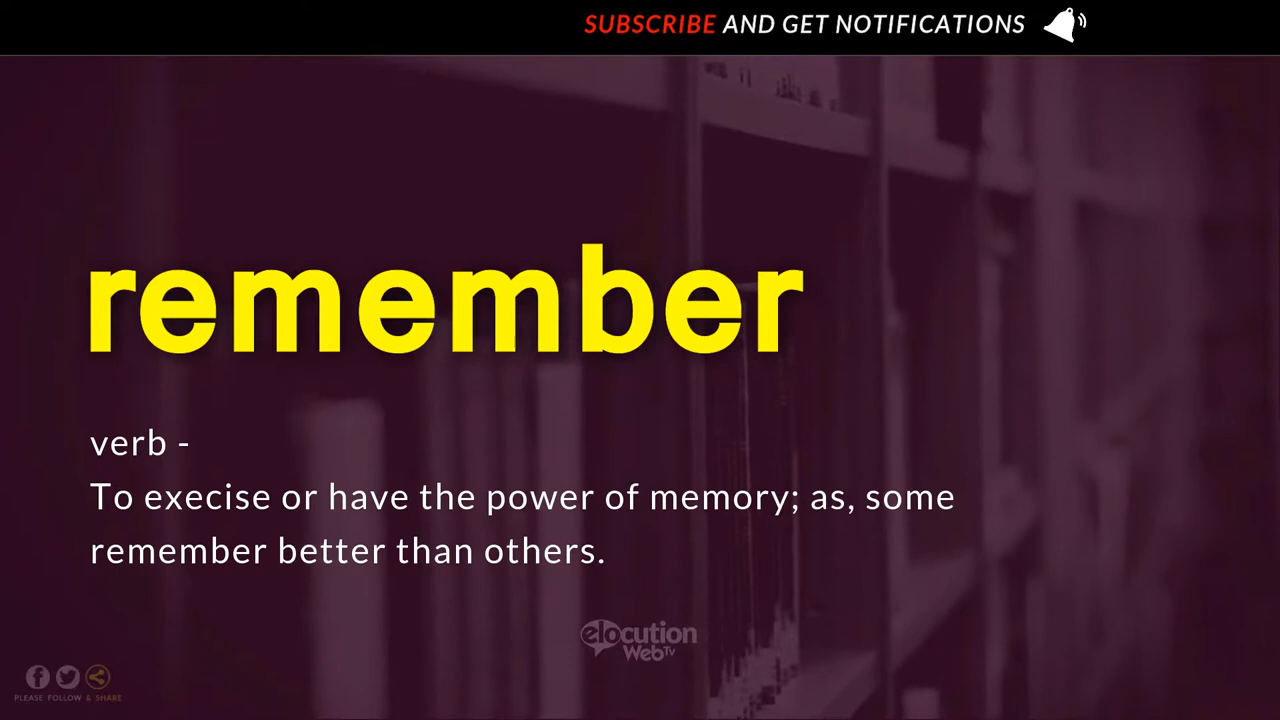 SUBSCRIBE AND GET NOTIFICATIONS
remember
verb -
To execise or have the power of memory; as, some
remember better than others.
elocution
WebTv
PLEASE FOLLOW & SHARE